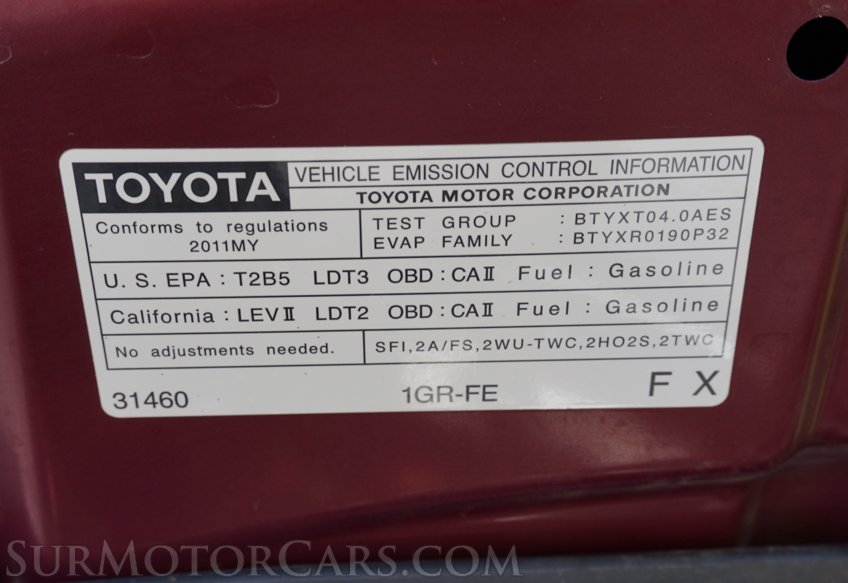 TOYOTA
VEHICLE EMISSION CONTROL INFORMATION
TOYOTA MOTOR CORPORATION
Conforms to regulations
2011MY
TEST GROUP : BTYXT04.0AES
EVAP FAMILY : BTYXR0190P32
U. S. EPA : T2B5 LDT3 OBD : CAⅡ Fuel : Gasoline
California : LEVⅡ LDT2 OBD : CAⅡ Fuel : Gasoline
No adjustments needed.
SFI,2A/FS,2WU-TWC,2HO2S,2TWC
31460
1GR-FE
F X
SURMOTORCARS.COM